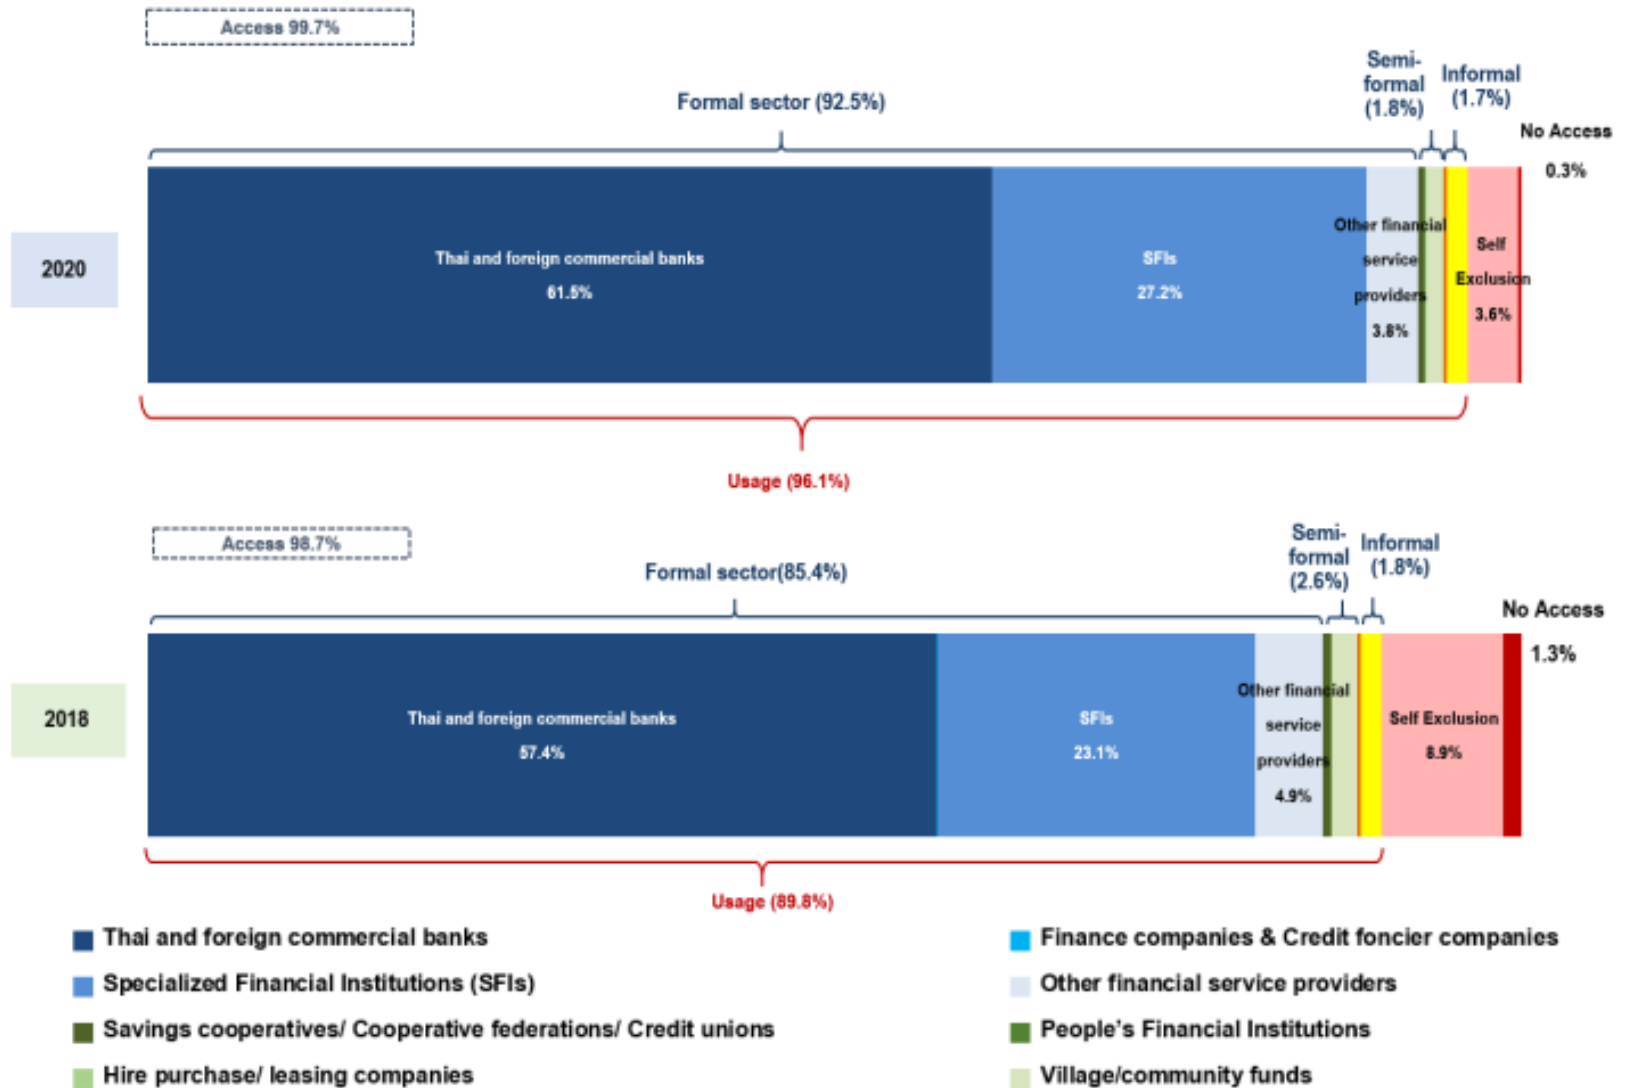 Access 99.7%
Formal sector (92.5%)
Semi-
formal
(1.8%)
Informal
(1.7%)
No Access
0.3%
2020
Thai and foreign commercial banks
61.5%
SFIs
27.2%
Other financial
service
providers
3.8%
Self
Exclusion
3.6%
Usage (96.1%)
Access 98.7%
Formal sector(85.4%)
Semi-
formal
(2.6%)
Informal
(1.8%)
No Access
1.3%
2018
Thai and foreign commercial banks
57.4%
SFIs
23.1%
Other financial
service
providers
4.9%
Self Exclusion
8.9%
Usage (89.8%)
Thai and foreign commercial banks
Finance companies & Credit foncier companies
Specialized Financial Institutions (SFIs)
Other financial service providers
Savings cooperatives/ Cooperative federations/ Credit unions
People's Financial Institutions
Hire purchase/ leasing companies
Village/community funds